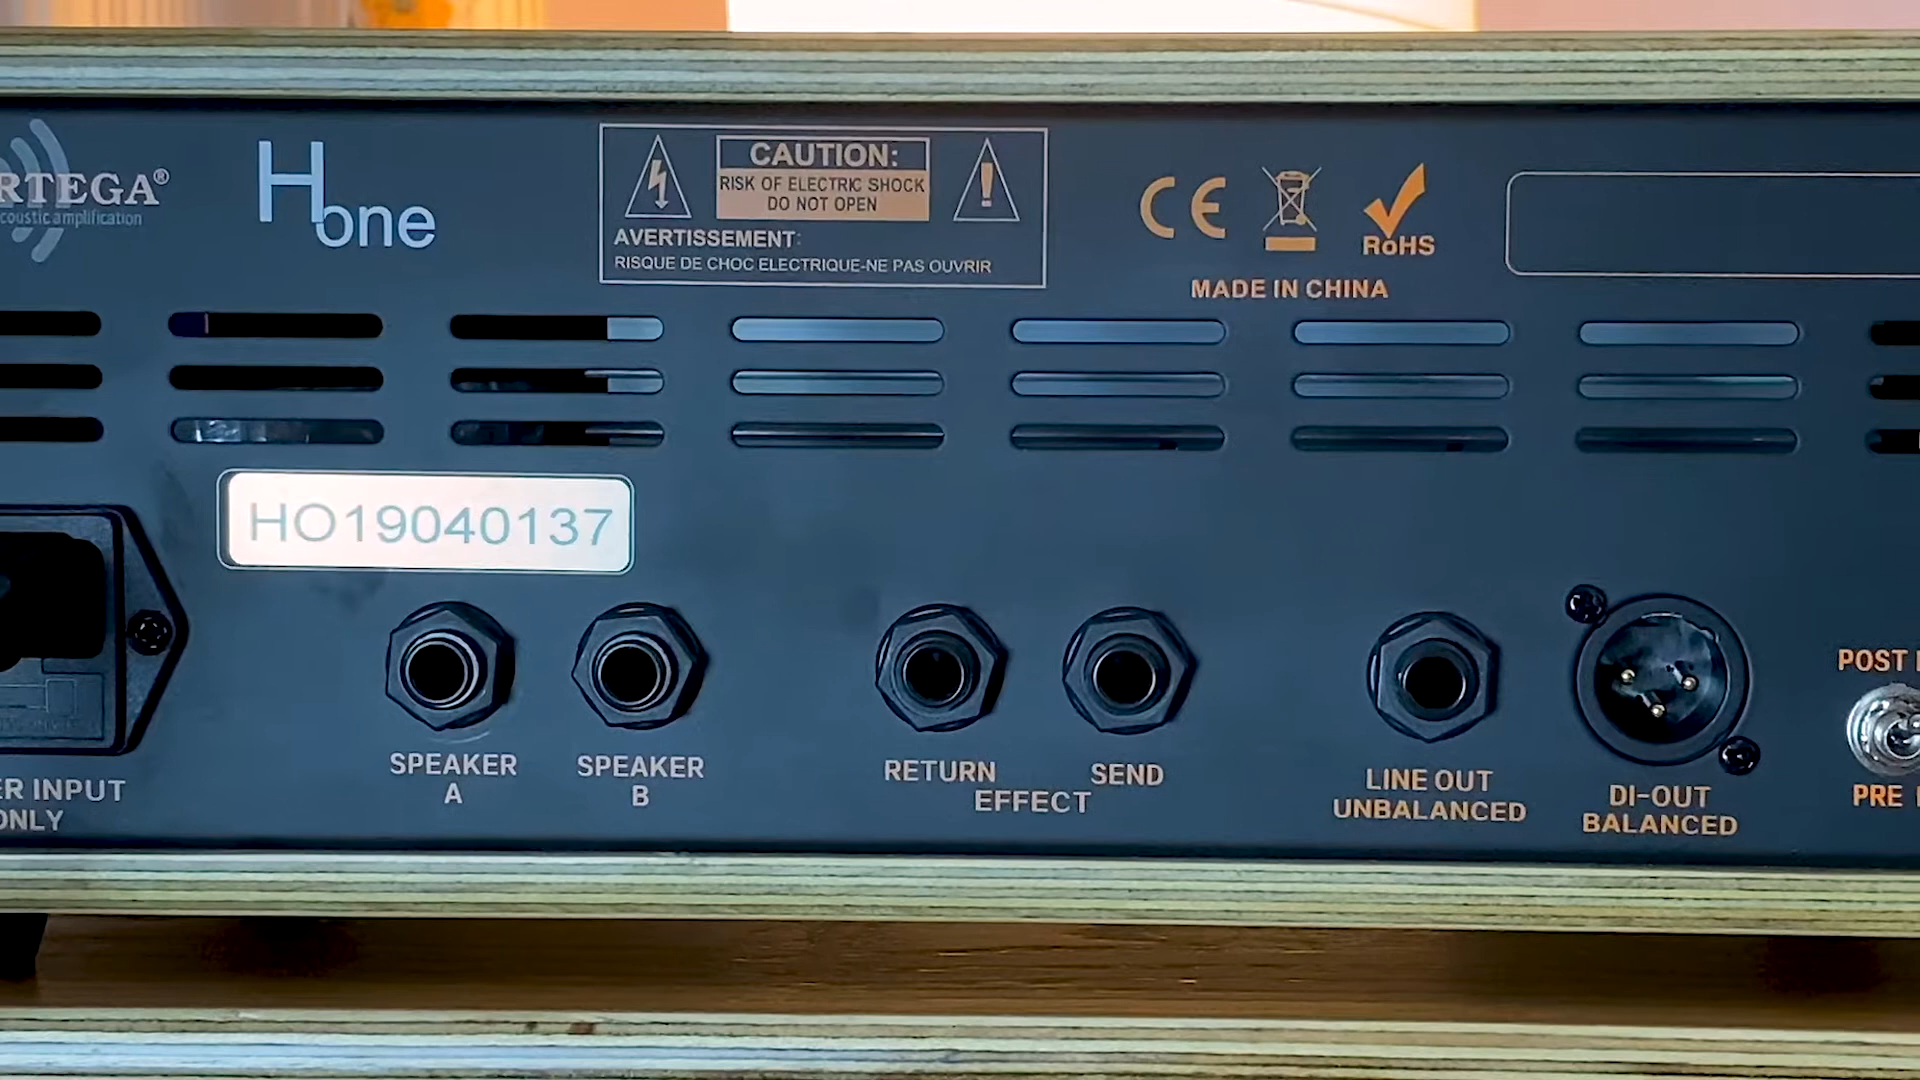 RTEGA®
coustic amplification
Hone
CAUTION:
RISK OF ELECTRIC SHOCK
DO NOT OPEN
AVERTISSEMENT:
RISQUE DE CHOC ELECTRIQUE-NE PAS OUVRIR
CE
RoHS
MADE IN CHINA
HO19040137
ER INPUT
ONLY
SPEAKER
A
SPEAKER
B
RETURN
SEND
EFFECT
LINE OUT
UNBALANCED
DI-OUT
BALANCED
POST
PRE